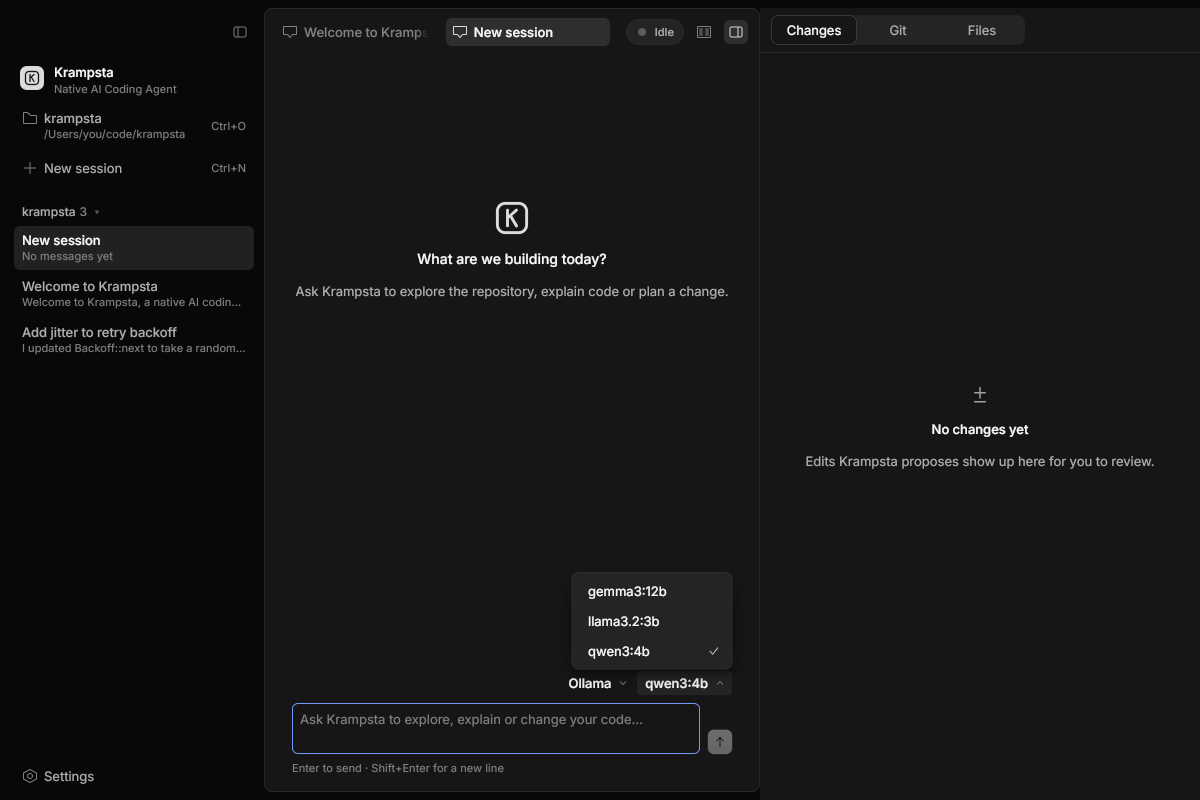 Krampsta
Native AI Coding Agent
krampsta
/Users/you/code/krampsta
Ctrl+O
New session
Ctrl+N
krampsta 3
New session
No messages yet
Welcome to Krampsta
Welcome to Krampsta, a native AI codin...
Add jitter to retry backoff
I updated Backoff::next to take a random...
Settings
Welcome to Kramps
New session
Idle
K
What are we building today?
Ask Krampsta to explore the repository, explain code or plan a change.
gemma3:12b
llama3.2:3b
qwen3:4b
Ollama
qwen3:4b
Ask Krampsta to explore, explain or change your code...
Enter to send · Shift+Enter for a new line
Changes
Git
Files
No changes yet
Edits Krampsta proposes show up here for you to review.